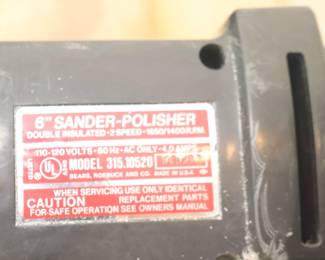 6" SANDER-POLISHER
DOUBLE INSULATED · 2 SPEED · 1650/1400 R.P.M.
110-120 VOLTS · 60 Hz · AC ONLY · 4.0 AMPS
LISTED UL MODEL 315.10520
SEARS, ROEBUCK AND CO. MADE IN U.S.A.
WHEN SERVICING USE ONLY IDENTICAL
CAUTION REPLACEMENT PARTS
FOR SAFE OPERATION SEE OWNERS MANUAL